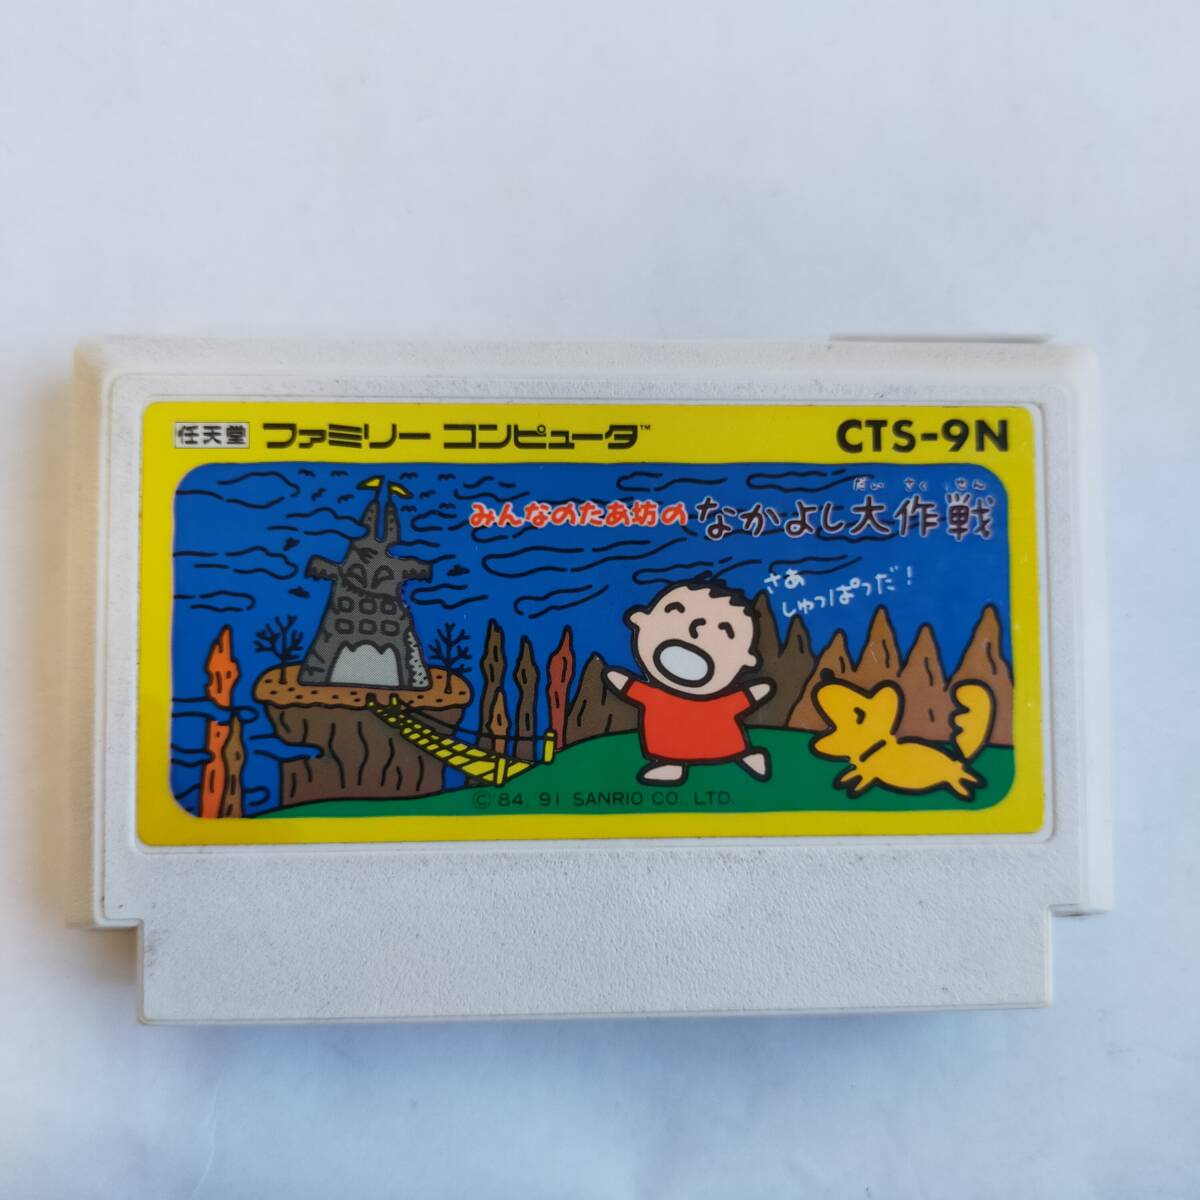 任天堂 ファミリー コンピュータ™ CTS-9N
だい さく せん
みんなのたあ坊の なかよし大作戦
さあ
しゅっぱつだ!
©'84,'91 SANRIO CO., LTD.